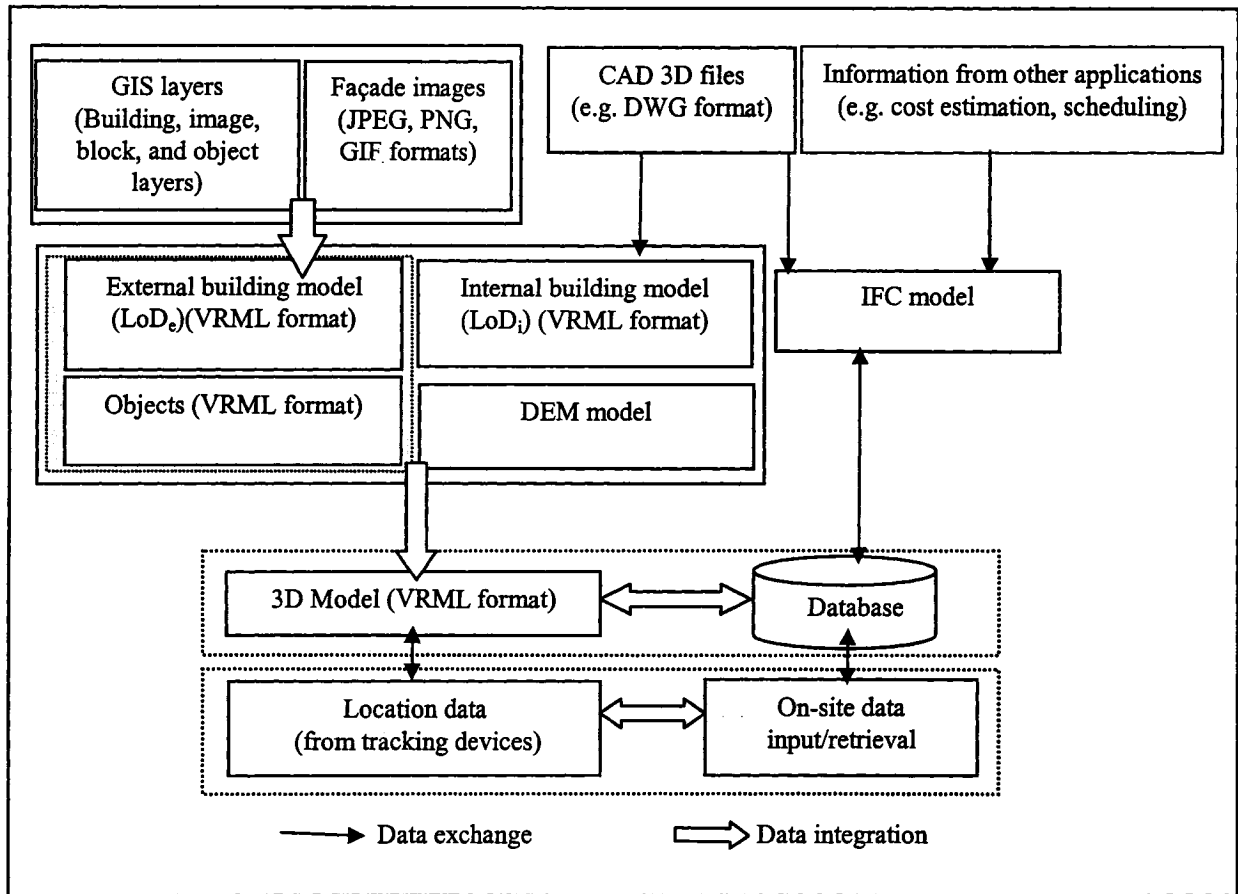 GIS layers
(Building, image,
block, and object
layers)
Façade images
(JPEG, PNG,
GIF formats)
CAD 3D files
(e.g. DWG format)
Information from other applications
(e.g. cost estimation, scheduling)
External building model
(LoDe)(VRML format)
Internal building model
(LoDi) (VRML format)
IFC model
Objects (VRML format)
DEM model
3D Model (VRML format)
Database
Location data
(from tracking devices)
On-site data
input/retrieval
Data exchange
Data integration